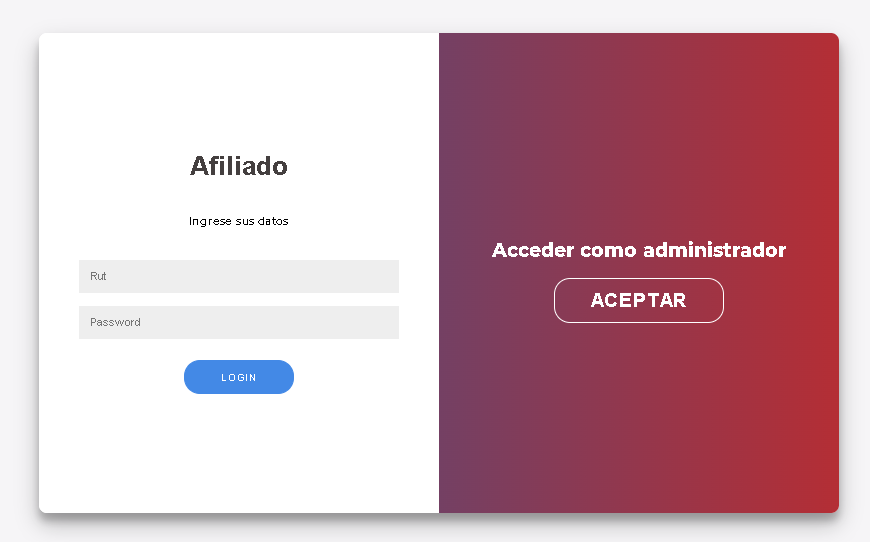 Afiliado
Ingrese sus datos
Rut
Password
LOGIN
Acceder como administrador
ACEPTAR